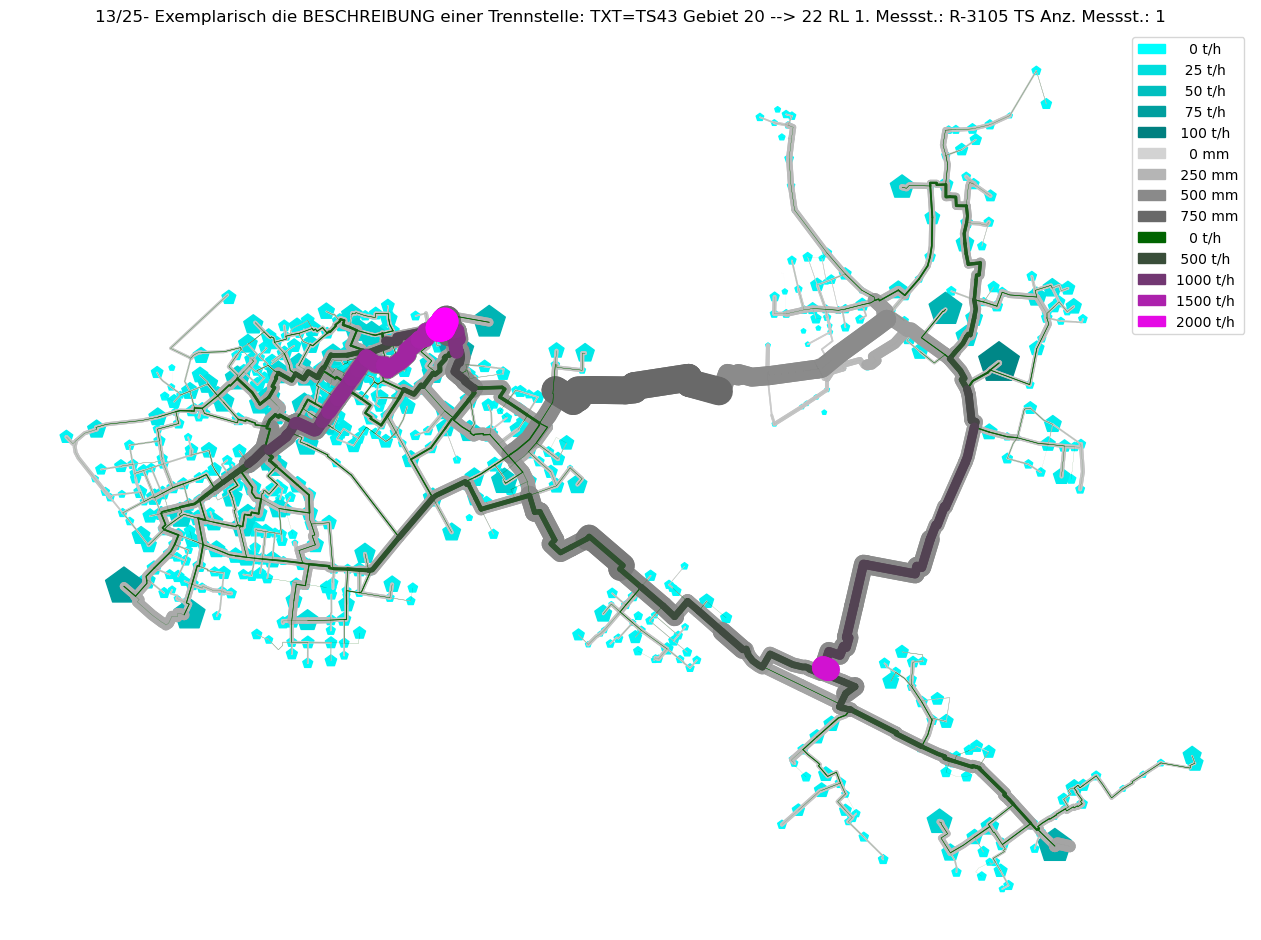 13/25- Exemplarisch die BESCHREIBUNG einer Trennstelle: TXT=TS43 Gebiet 20 --> 22 RL 1. Messst.: R-3105 TS Anz. Messst.: 1
0 t/h
25 t/h
50 t/h
75 t/h
100 t/h
0 mm
250 mm
500 mm
750 mm
0 t/h
500 t/h
1000 t/h
1500 t/h
2000 t/h